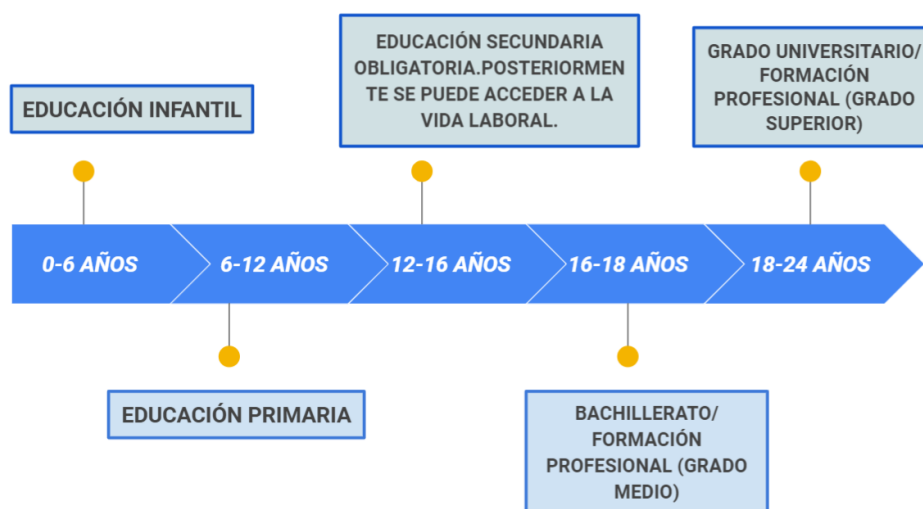 EDUCACIÓN INFANTIL
EDUCACIÓN SECUNDARIA
OBLIGATORIA.POSTERIORMEN
TE SE PUEDE ACCEDER A LA
VIDA LABORAL.
GRADO UNIVERSITARIO/
FORMACIÓN
PROFESIONAL (GRADO
SUPERIOR)
0-6 AÑOS
6-12 AÑOS
12-16 AÑOS
16-18 AÑOS
18-24 AÑOS
EDUCACIÓN PRIMARIA
BACHILLERATO/
FORMACIÓN
PROFESIONAL (GRADO
MEDIO)